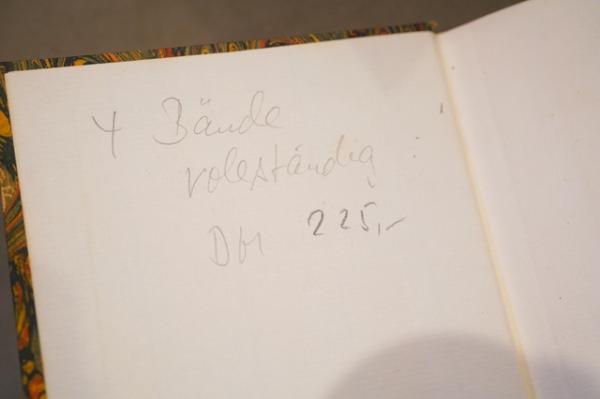 4 Bände
vollständig
DM 225,-